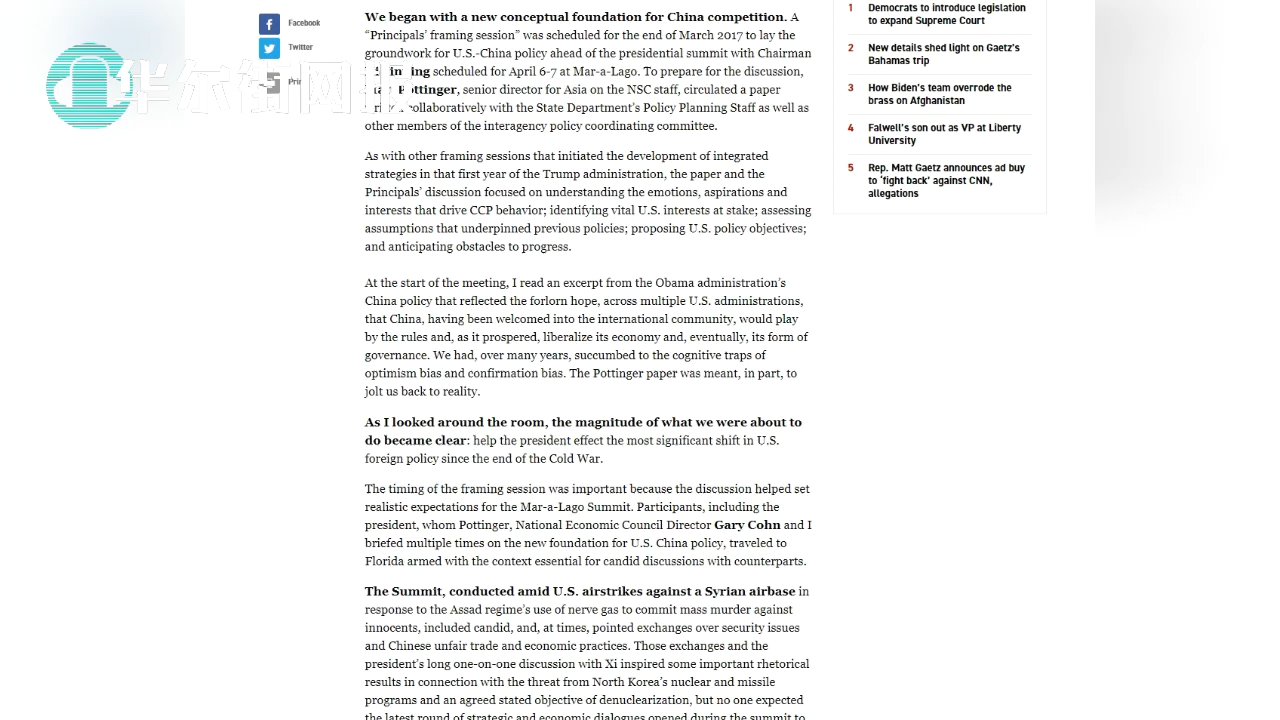 We began with a new conceptual foundation for China competition. A
“Principals’ framing session” was scheduled for the end of March 2017 to lay the
groundwork for U.S.-China policy ahead of the presidential summit with Chairman
scheduled for April 6-7 at Mar-a-Lago. To prepare for the discussion,
Pottinger, senior director for Asia on the NSC staff, circulated a paper
collaboratively with the State Department’s Policy Planning Staff as well as
other members of the interagency policy coordinating committee.
As with other framing sessions that initiated the development of integrated
strategies in that first year of the Trump administration, the paper and the
Principals’ discussion focused on understanding the emotions, aspirations and
interests that drive CCP behavior; identifying vital U.S. interests at stake; assessing
assumptions that underpinned previous policies; proposing U.S. policy objectives;
and anticipating obstacles to progress.
At the start of the meeting, I read an excerpt from the Obama administration’s
China policy that reflected the forlorn hope, across multiple U.S. administrations,
that China, having been welcomed into the international community, would play
by the rules and, as it prospered, liberalize its economy and, eventually, its form of
governance. We had, over many years, succumbed to the cognitive traps of
optimism bias and confirmation bias. The Pottinger paper was meant, in part, to
jolt us back to reality.
As I looked around the room, the magnitude of what we were about to
do became clear: help the president effect the most significant shift in U.S.
foreign policy since the end of the Cold War.
The timing of the framing session was important because the discussion helped set
realistic expectations for the Mar-a-Lago Summit. Participants, including the
president, whom Pottinger, National Economic Council Director Gary Cohn and I
briefed multiple times on the new foundation for U.S. China policy, traveled to
Florida armed with the context essential for candid discussions with counterparts.
The Summit, conducted amid U.S. airstrikes against a Syrian airbase in
response to the Assad regime’s use of nerve gas to commit mass murder against
innocents, included candid, and, at times, pointed exchanges over security issues
and Chinese unfair trade and economic practices. Those exchanges and the
president’s long one-on-one discussion with Xi inspired some important rhetorical
results in connection with the threat from North Korea’s nuclear and missile
programs and an agreed stated objective of denuclearization, but no one expected
the latest round of strategic and economic dialogues opened during the summit to
Facebook
Twitter
华尔街网报
1 Democrats to introduce legislation
to expand Supreme Court
2 New details shed light on Gaetz’s
Bahamas trip
3 How Biden’s team overrode the
brass on Afghanistan
4 Falwell’s son out as VP at Liberty
University
5 Rep. Matt Gaetz announces ad buy
to ‘fight back’ against CNN,
allegations